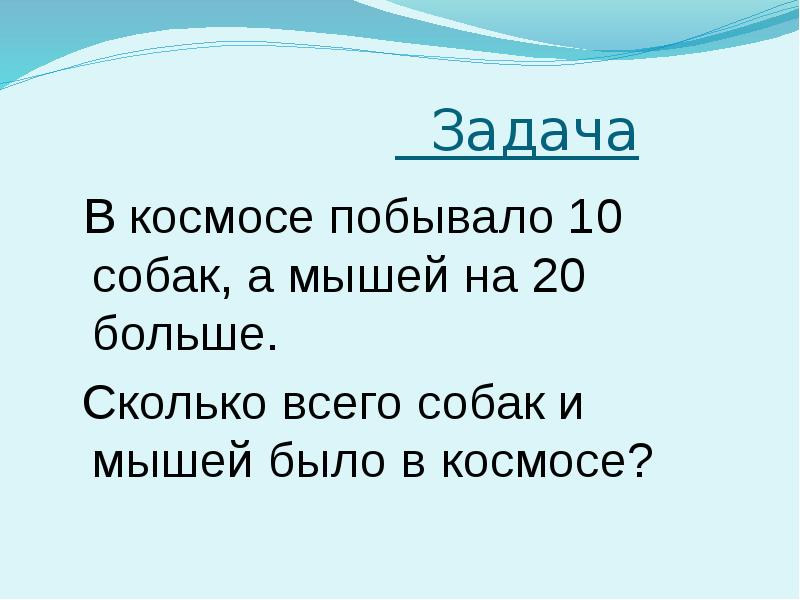 Задача
В космосе побывало 10
собак, а мышей на 20
больше.
Сколько всего собак и
мышей было в космосе?